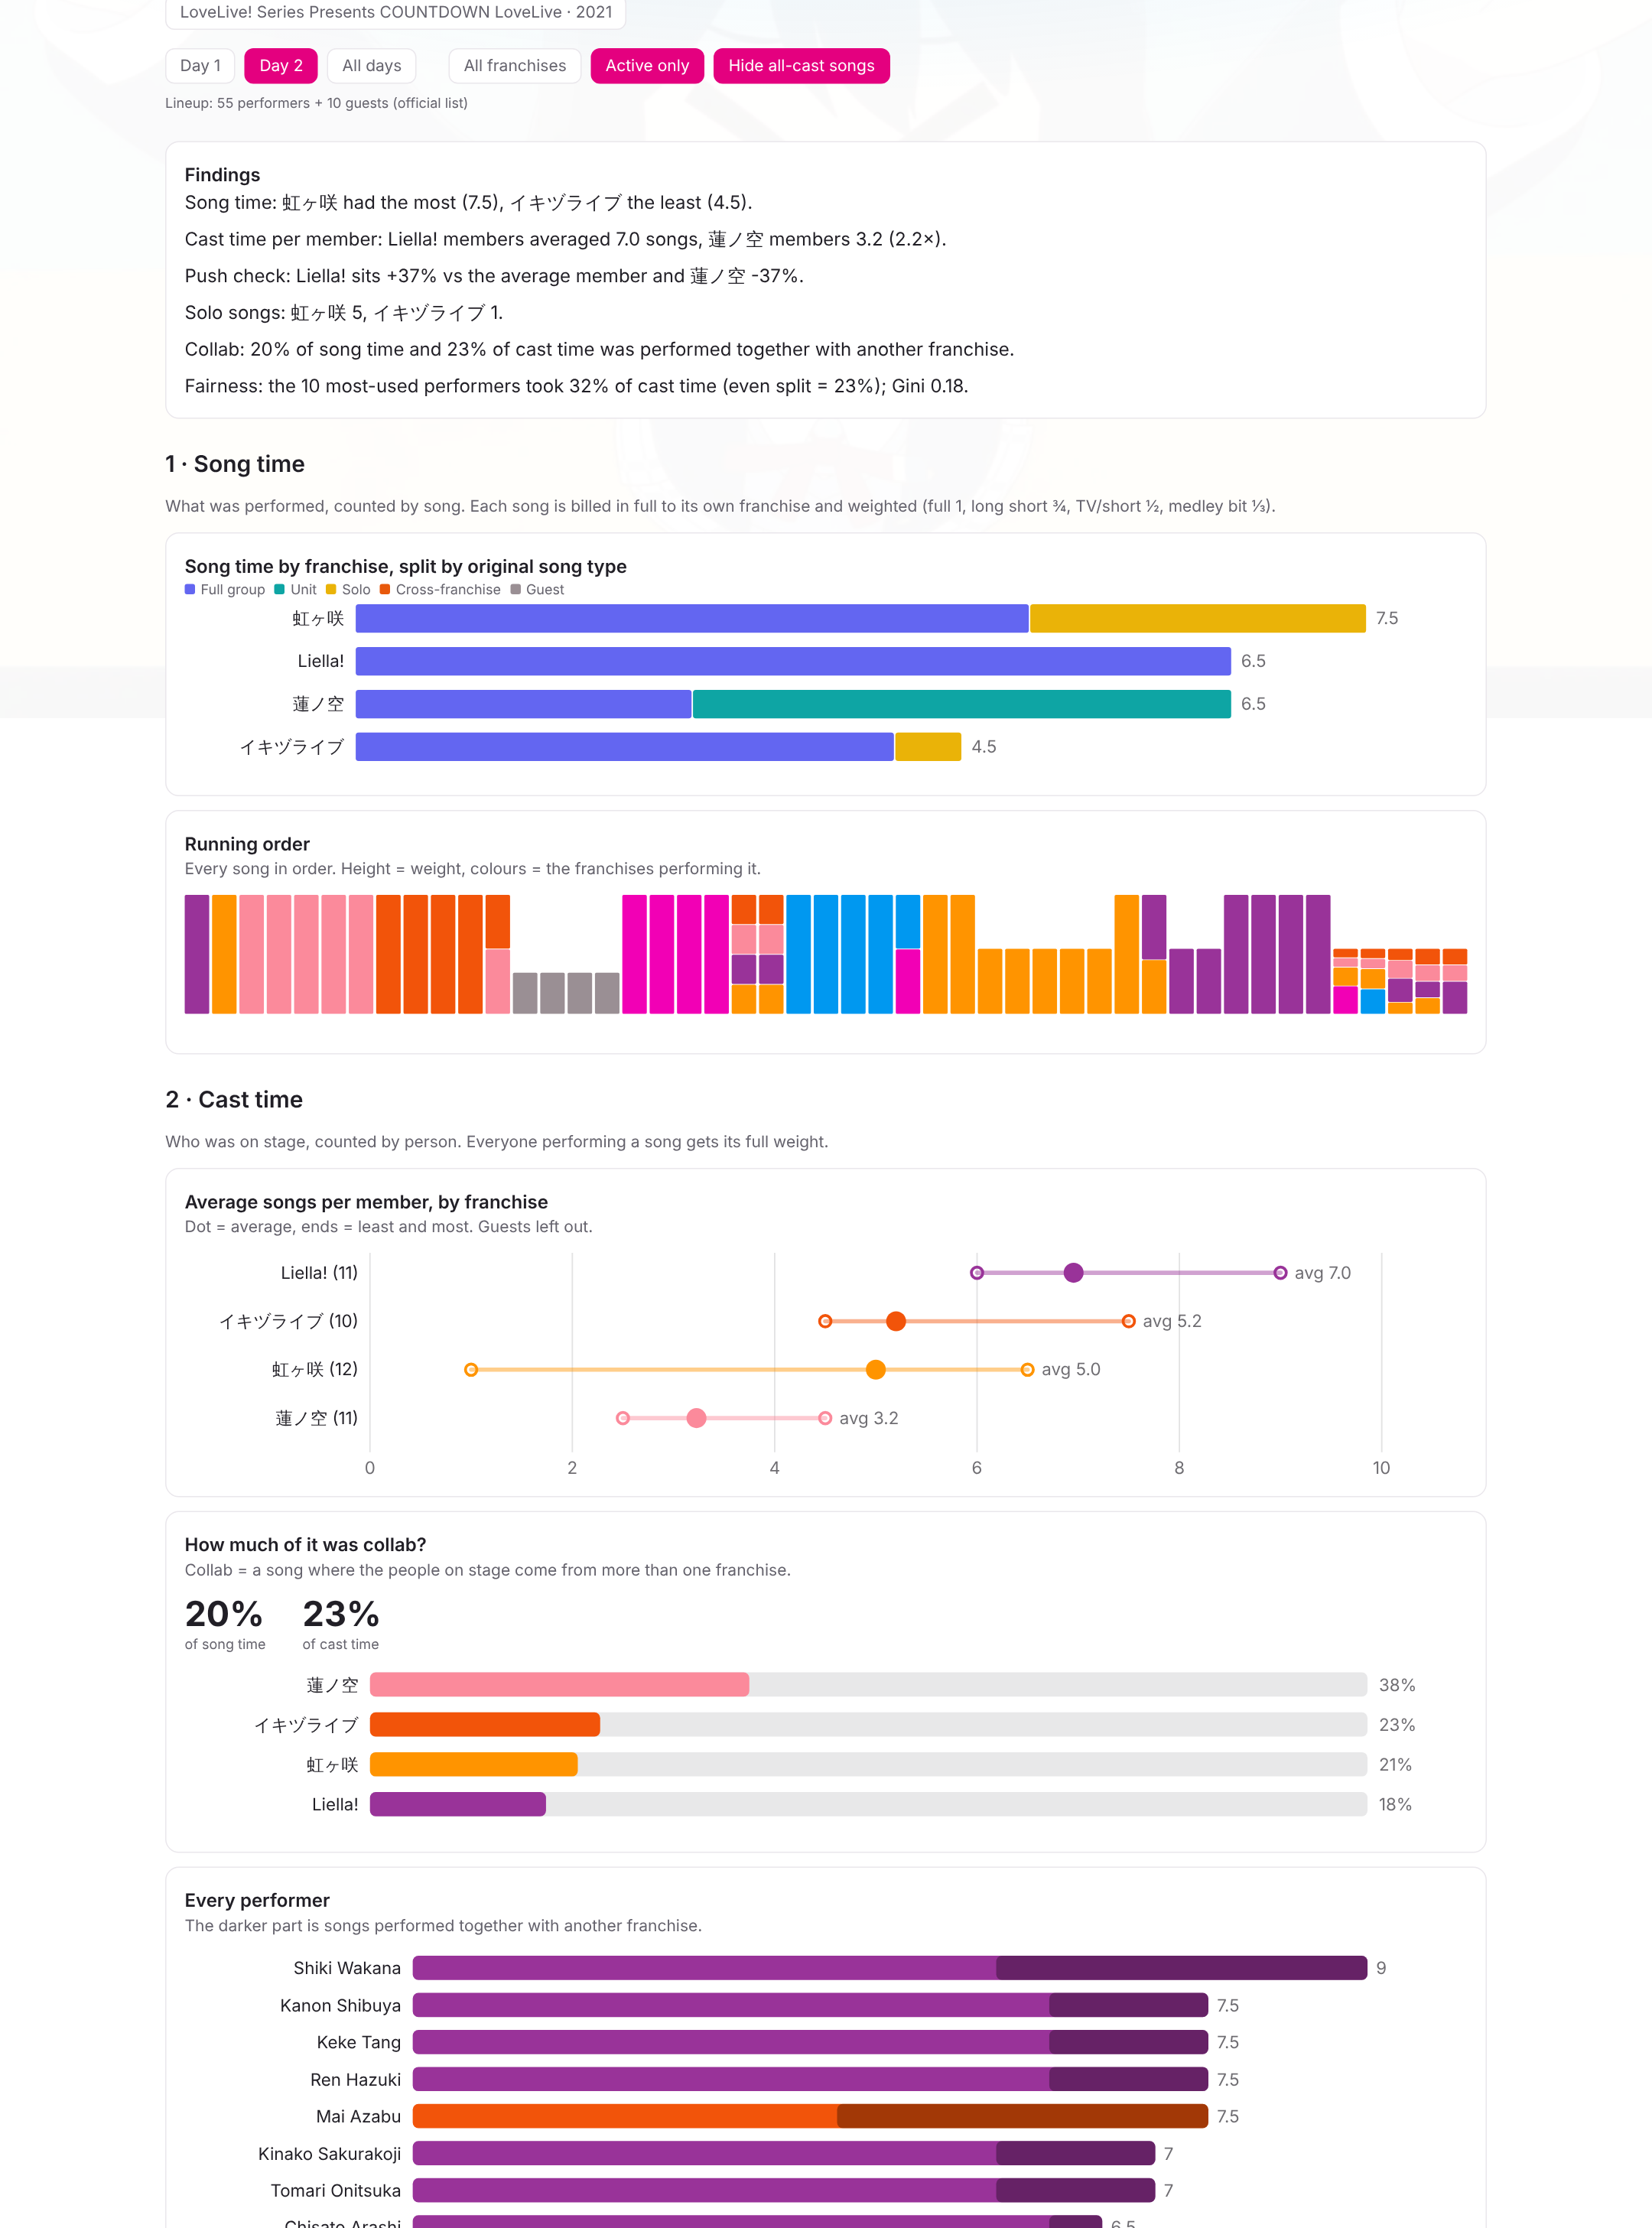 LoveLive! Series Presents COUNTDOWN LoveLive · 2021
Day 1 Day 2 All days All franchises Active only Hide all-cast songs
Lineup: 55 performers + 10 guests (official list)
Findings
Song time: 虹ヶ咲 had the most (7.5), イキヅライブ the least (4.5).
Cast time per member: Liella! members averaged 7.0 songs, 蓮ノ空 members 3.2 (2.2×).
Push check: Liella! sits +37% vs the average member and 蓮ノ空 -37%.
Solo songs: 虹ヶ咲 5, イキヅライブ 1.
Collab: 20% of song time and 23% of cast time was performed together with another franchise.
Fairness: the 10 most-used performers took 32% of cast time (even split = 23%); Gini 0.18.
1 · Song time
What was performed, counted by song. Each song is billed in full to its own franchise and weighted (full 1, long short ¾, TV/short ½, medley bit ⅓).
Song time by franchise, split by original song type
Full group Unit Solo Cross-franchise Guest
虹ヶ咲 7.5
Liella! 6.5
蓮ノ空 6.5
イキヅライブ 4.5
Running order
Every song in order. Height = weight, colours = the franchises performing it.
2 · Cast time
Who was on stage, counted by person. Everyone performing a song gets its full weight.
Average songs per member, by franchise
Dot = average, ends = least and most. Guests left out.
Liella! (11) avg 7.0
イキヅライブ (10) avg 5.2
虹ヶ咲 (12) avg 5.0
蓮ノ空 (11) avg 3.2
0 2 4 6 8 10
How much of it was collab?
Collab = a song where the people on stage come from more than one franchise.
20% 23%
of song time of cast time
蓮ノ空 38%
イキヅライブ 23%
虹ヶ咲 21%
Liella! 18%
Every performer
The darker part is songs performed together with another franchise.
Shiki Wakana 9
Kanon Shibuya 7.5
Keke Tang 7.5
Ren Hazuki 7.5
Mai Azabu 7.5
Kinako Sakurakoji 7
Tomari Onitsuka 7
Chisato Arashi 6.5